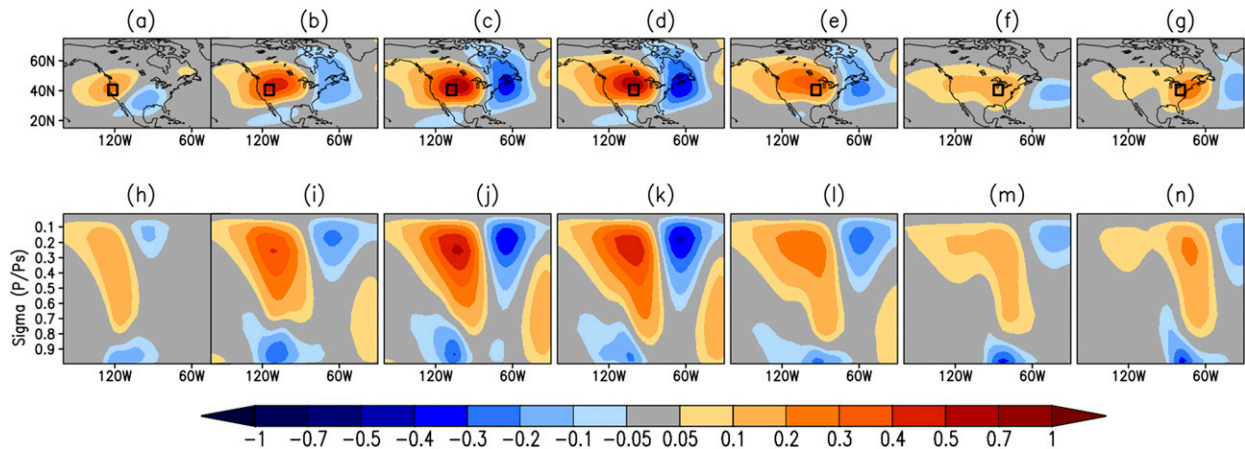 (a) (b) (c) (d) (e) (f) (g)
60N
40N
20N
120W 60W 120W 60W 120W 60W 120W 60W 120W 60W 120W 60W 120W 60W
(h) (i) (j) (k) (l) (m) (n)
Sigma (P/Ps)
0.1
0.2
0.3
0.4
0.5
0.6
0.7
0.8
0.9
120W 60W 120W 60W 120W 60W 120W 60W 120W 60W 120W 60W 120W 60W
-1 -0.7 -0.5 -0.4 -0.3 -0.2 -0.1 -0.05 0.05 0.1 0.2 0.3 0.4 0.5 0.7 1